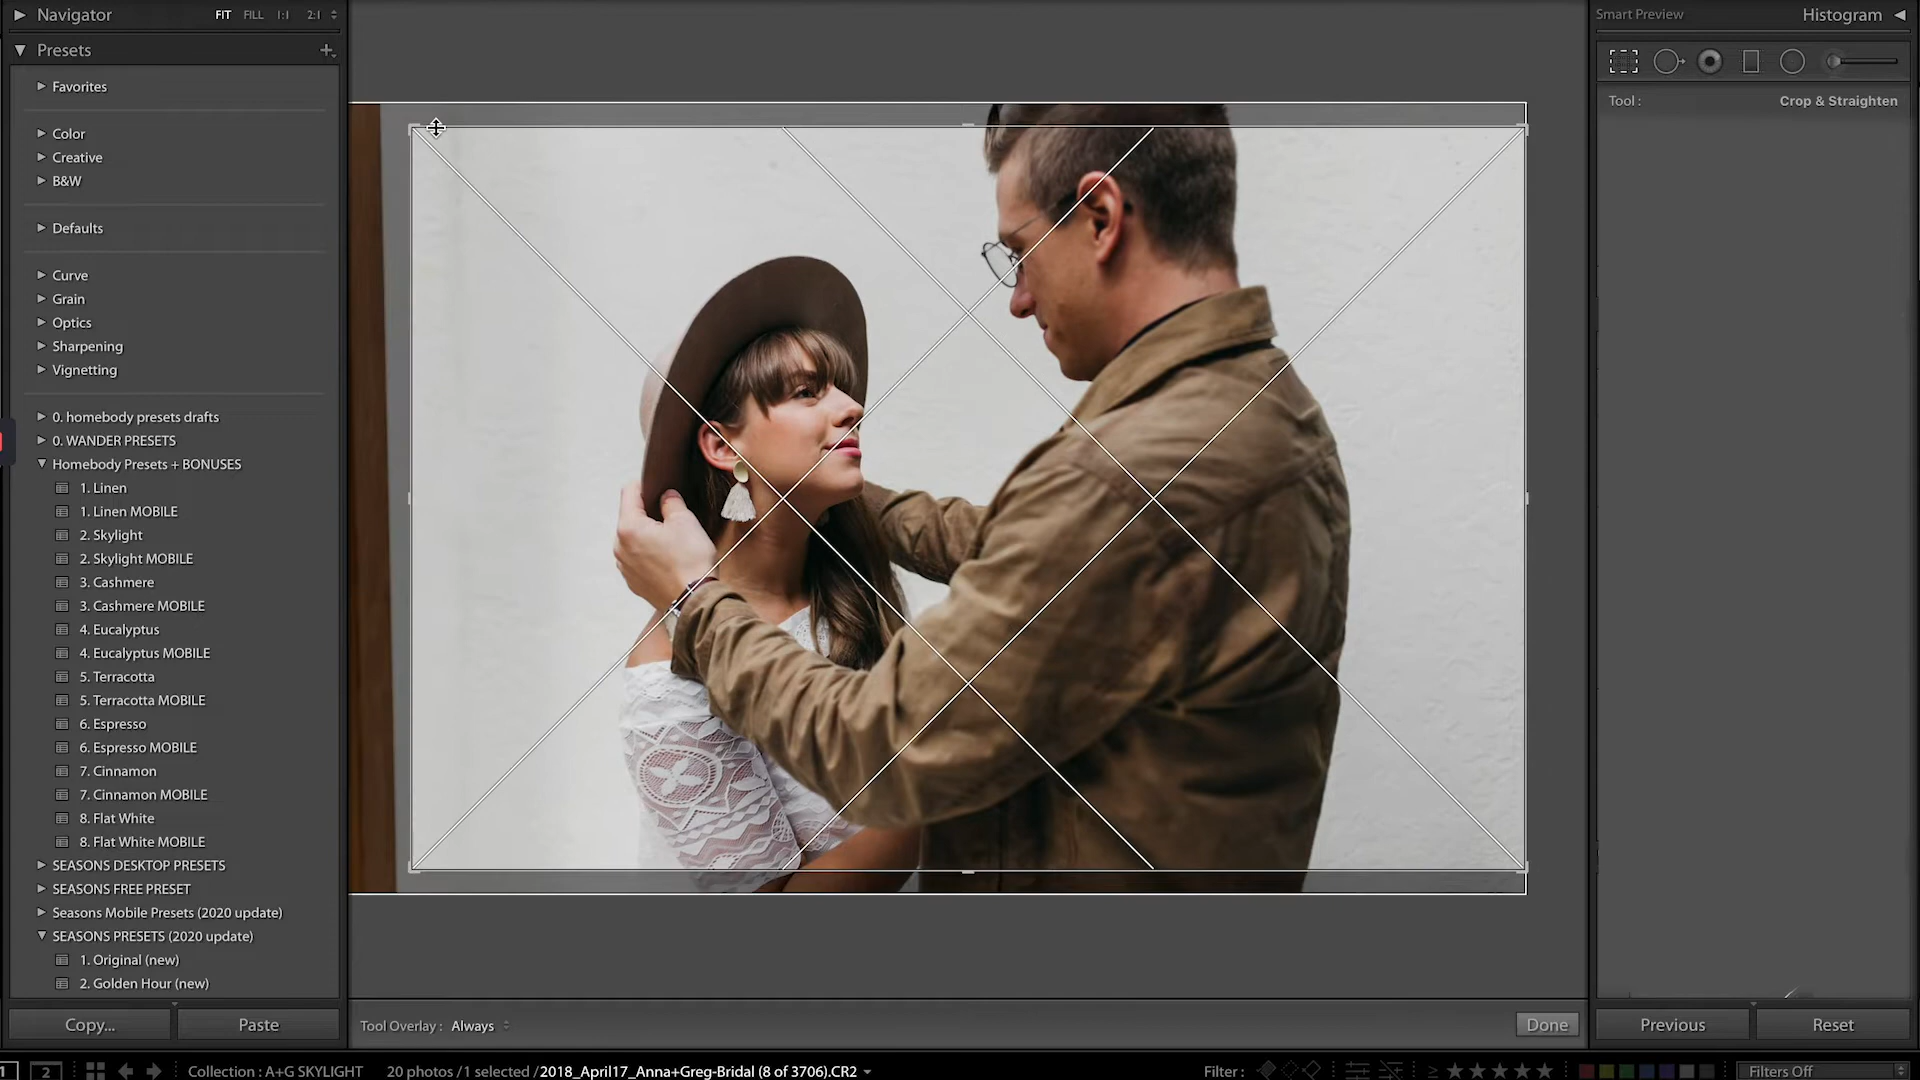 Navigator
FIT FILL 1:1 2:1
Presets
Favorites
Color
Creative
B&W
Defaults
Curve
Grain
Optics
Sharpening
Vignetting
0. homebody presets drafts
0. WANDER PRESETS
Homebody Presets + BONUSES
1. Linen
1. Linen MOBILE
2. Skylight
2. Skylight MOBILE
3. Cashmere
3. Cashmere MOBILE
4. Eucalyptus
4. Eucalyptus MOBILE
5. Terracotta
5. Terracotta MOBILE
6. Espresso
6. Espresso MOBILE
7. Cinnamon
7. Cinnamon MOBILE
8. Flat White
8. Flat White MOBILE
SEASONS DESKTOP PRESETS
SEASONS FREE PRESET
Seasons Mobile Presets (2020 update)
SEASONS PRESETS (2020 update)
1. Original (new)
2. Golden Hour (new)
Copy... Paste
Tool Overlay : Always
Done
Smart Preview Histogram
Tool : Crop & Straighten
Previous Reset
1 2 Collection : A+G SKYLIGHT 20 photos /1 selected /2018_April17_Anna+Greg-Bridal (8 of 3706).CR2 Filter : ≥ Filters Off